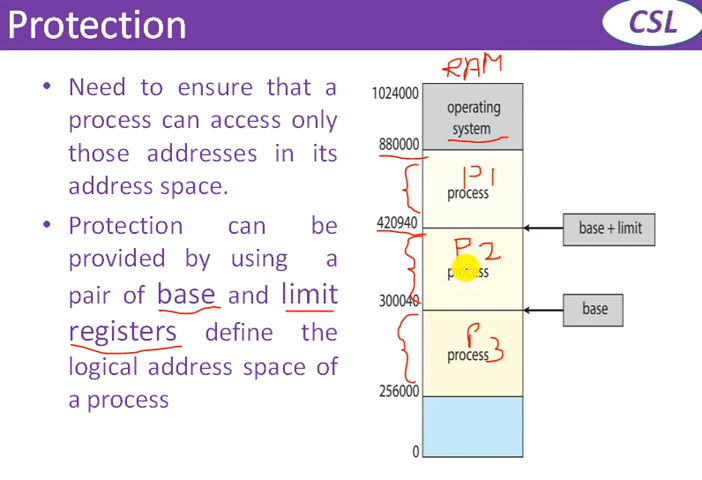 Protection
CSL
• Need to ensure that a
process can access only
those addresses in its
address space.
• Protection can be
provided by using a
pair of base and limit
registers define the
logical address space of
a process
RAM
1024000
operating
system
880000
P1
process
420940
base + limit
P2
process
300040
base
P3
process
256000
0